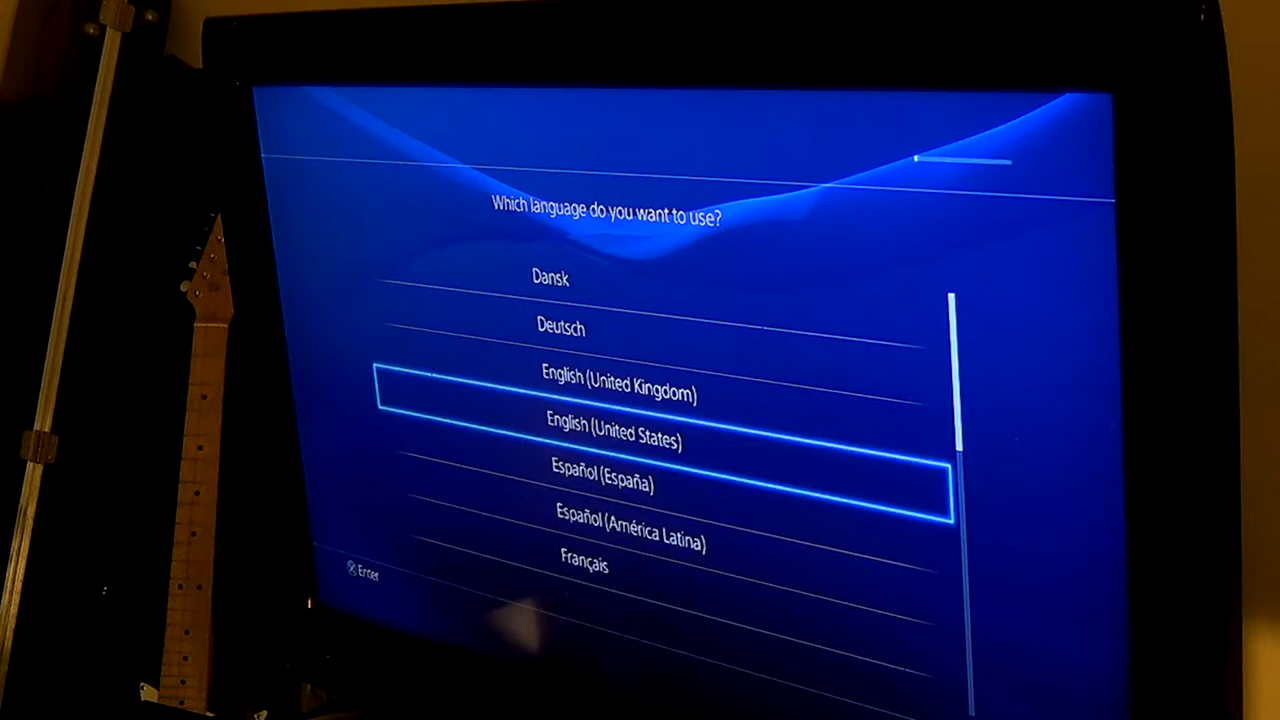 Which language do you want to use?
Dansk
Deutsch
English (United Kingdom)
English (United States)
Español (España)
Español (América Latina)
Français
Enter